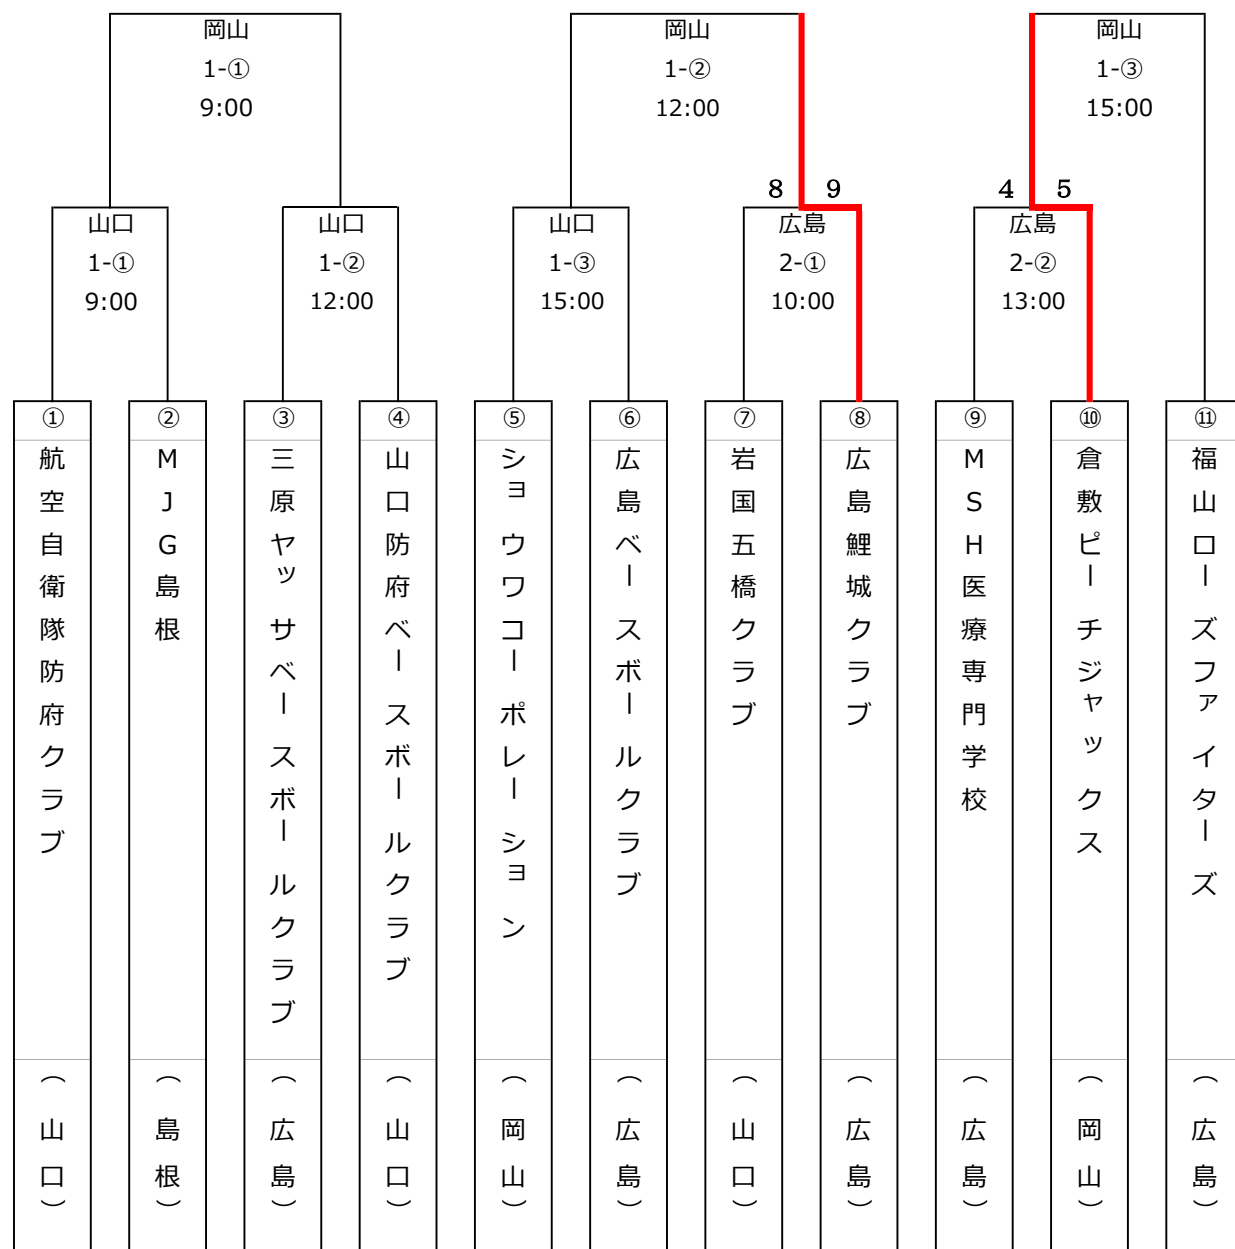 岡山
1-①
9:00
岡山
1-②
12:00
岡山
1-③
15:00
8 9
4 5
山口
1-①
9:00
山口
1-②
12:00
山口
1-③
15:00
広島
2-①
10:00
広島
2-②
13:00
①
航空自衛隊防府クラブ
（山口）
②
MJG島根
（島根）
③
三原ヤッサベースボールクラブ
（広島）
④
山口防府ベースボールクラブ
（山口）
⑤
ショウワコーポレーション
（岡山）
⑥
広島ベースボールクラブ
（広島）
⑦
岩国五橋クラブ
（山口）
⑧
広島鯉城クラブ
（広島）
⑨
MSH医療専門学校
（広島）
⑩
倉敷ピーチジャックス
（岡山）
⑪
福山ローズファイターズ
（広島）